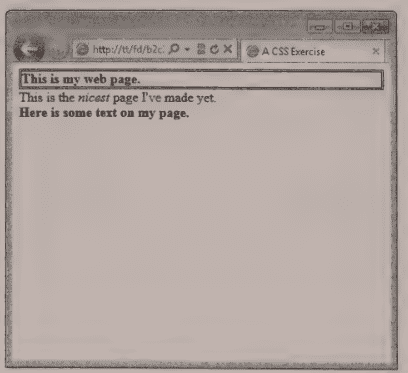 http://tt/fd/b2c.
A CSS Exercise
This is my web page.
This is the nicest page I've made yet.
Here is some text on my page.